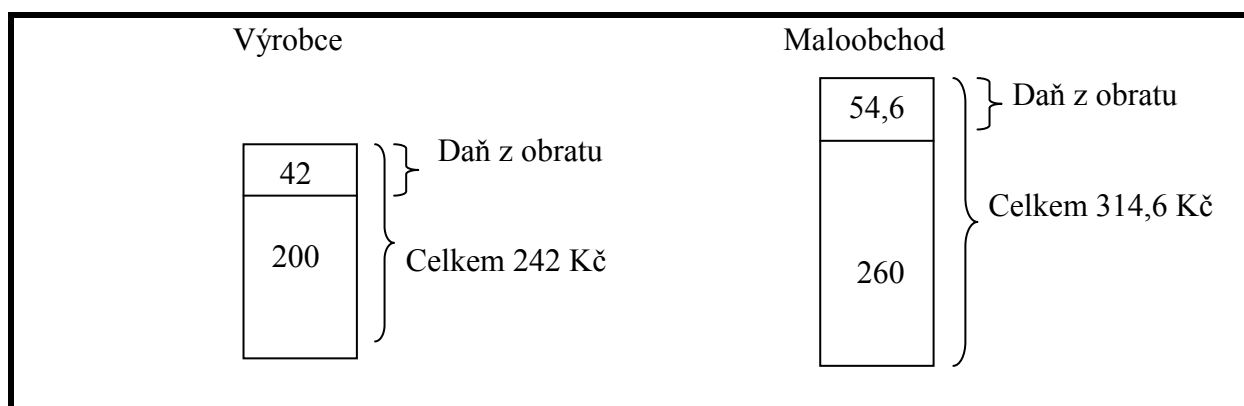 Výrobce
Maloobchod
54,6
Daň z obratu
42
Daň z obratu
Celkem 314,6 Kč
200
Celkem 242 Kč
260